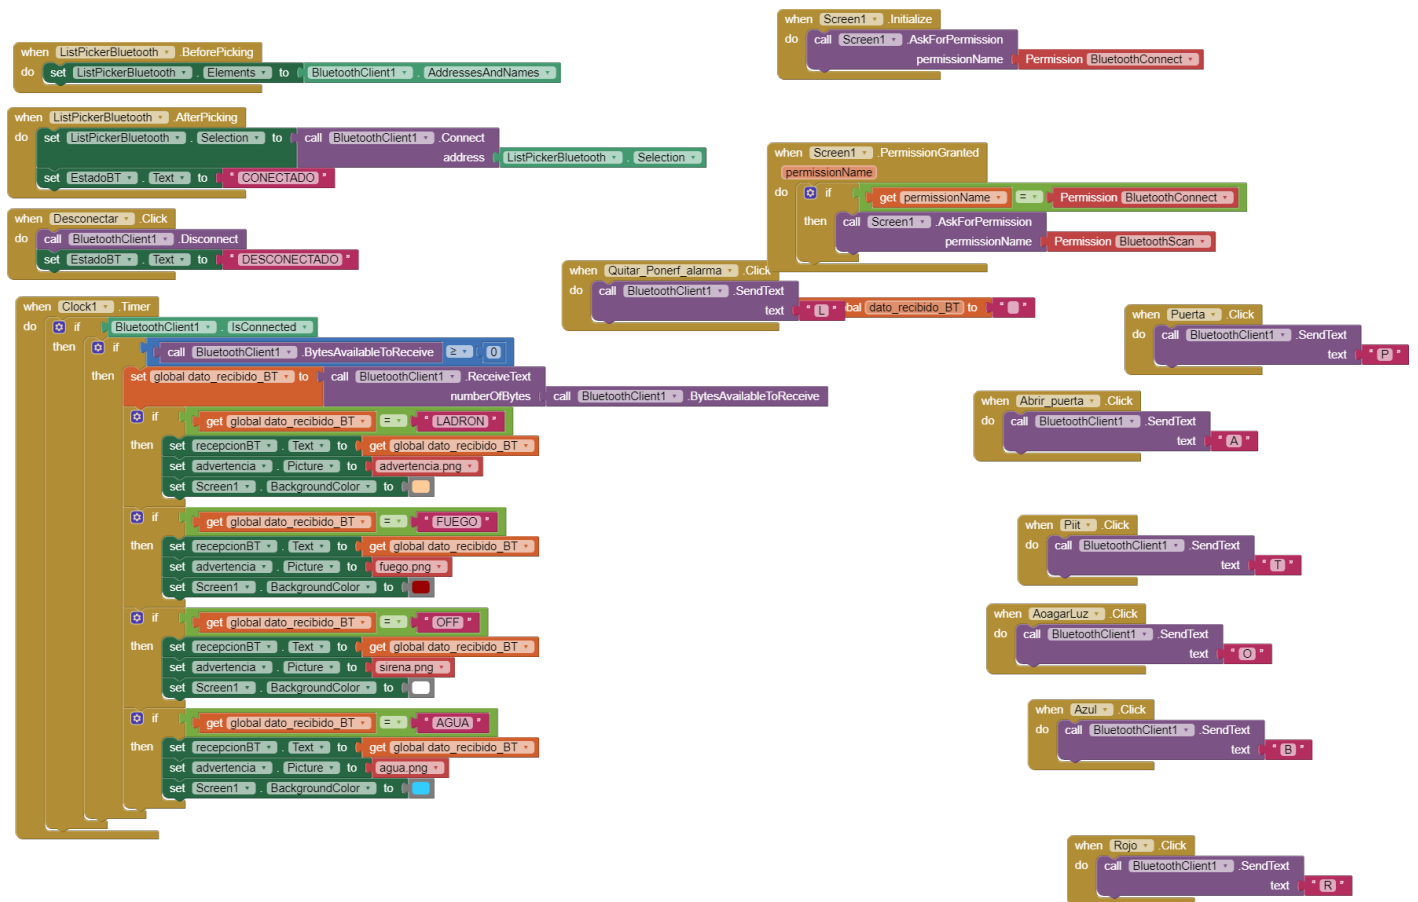 when ListPickerBluetooth .BeforePicking
do set ListPickerBluetooth . Elements to BluetoothClient1 . AddressesAndNames
when ListPickerBluetooth .AfterPicking
do set ListPickerBluetooth . Selection to call BluetoothClient1 .Connect
address ListPickerBluetooth . Selection
set EstadoBT . Text to " CONECTADO "
when Desconectar .Click
do call BluetoothClient1 .Disconnect
set EstadoBT . Text to " DESCONECTADO "
when Clock1 .Timer
do if BluetoothClient1 . IsConnected
then if call BluetoothClient1 .BytesAvailableToReceive ≥ 0
then set global dato_recibido_BT to call BluetoothClient1 .ReceiveText
numberOfBytes call BluetoothClient1 .BytesAvailableToReceive
if get global dato_recibido_BT = " LADRON "
then set recepcionBT . Text to get global dato_recibido_BT
set advertencia . Picture to advertencia.png
set Screen1 . BackgroundColor to
if get global dato_recibido_BT = " FUEGO "
then set recepcionBT . Text to get global dato_recibido_BT
set advertencia . Picture to fuego.png
set Screen1 . BackgroundColor to
if get global dato_recibido_BT = " OFF "
then set recepcionBT . Text to get global dato_recibido_BT
set advertencia . Picture to sirena.png
set Screen1 . BackgroundColor to
if get global dato_recibido_BT = " AGUA "
then set recepcionBT . Text to get global dato_recibido_BT
set advertencia . Picture to agua.png
set Screen1 . BackgroundColor to
when Screen1 .Initialize
do call Screen1 .AskForPermission
permissionName Permission BluetoothConnect
when Screen1 .PermissionGranted
permissionName
do if get permissionName = Permission BluetoothConnect
then call Screen1 .AskForPermission
permissionName Permission BluetoothScan
when Quitar_Ponerf_alarma .Click
do call BluetoothClient1 .SendText
text " L "
bal dato_recibido_BT to " "
when Puerta .Click
do call BluetoothClient1 .SendText
text " P "
when Abrir_puerta .Click
do call BluetoothClient1 .SendText
text " A "
when Piit .Click
do call BluetoothClient1 .SendText
text " T "
when AoagarLuz .Click
do call BluetoothClient1 .SendText
text " O "
when Azul .Click
do call BluetoothClient1 .SendText
text " B "
when Rojo .Click
do call BluetoothClient1 .SendText
text " R "